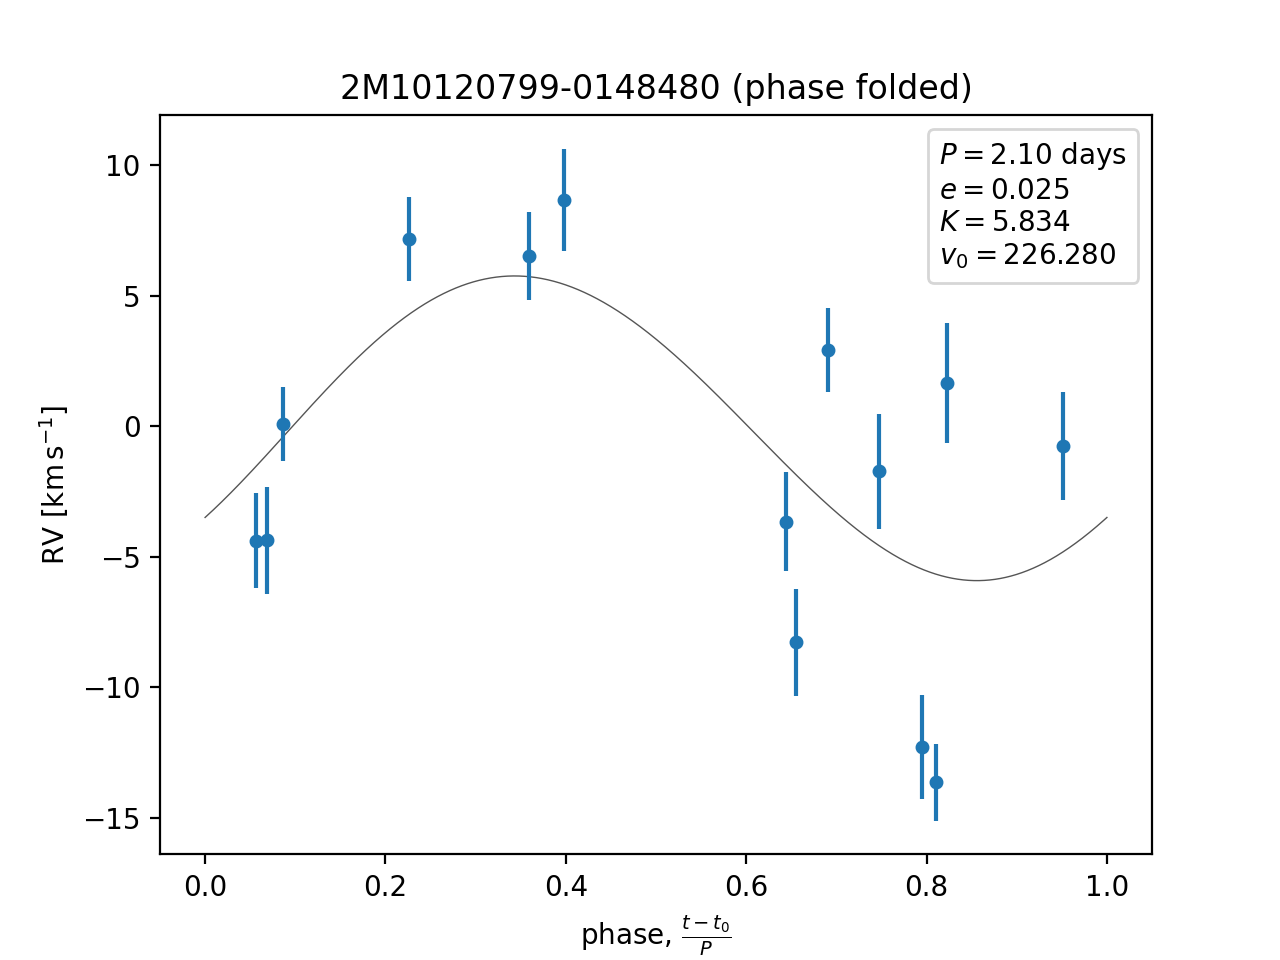 2M10120799-0148480 (phase folded)
P = 2.10 days
e = 0.025
K = 5.834
v₀ = 226.280
10
5
0
−5
−10
−15
RV [km s⁻¹]
0.0 0.2 0.4 0.6 0.8 1.0
phase, (t − t₀)/P